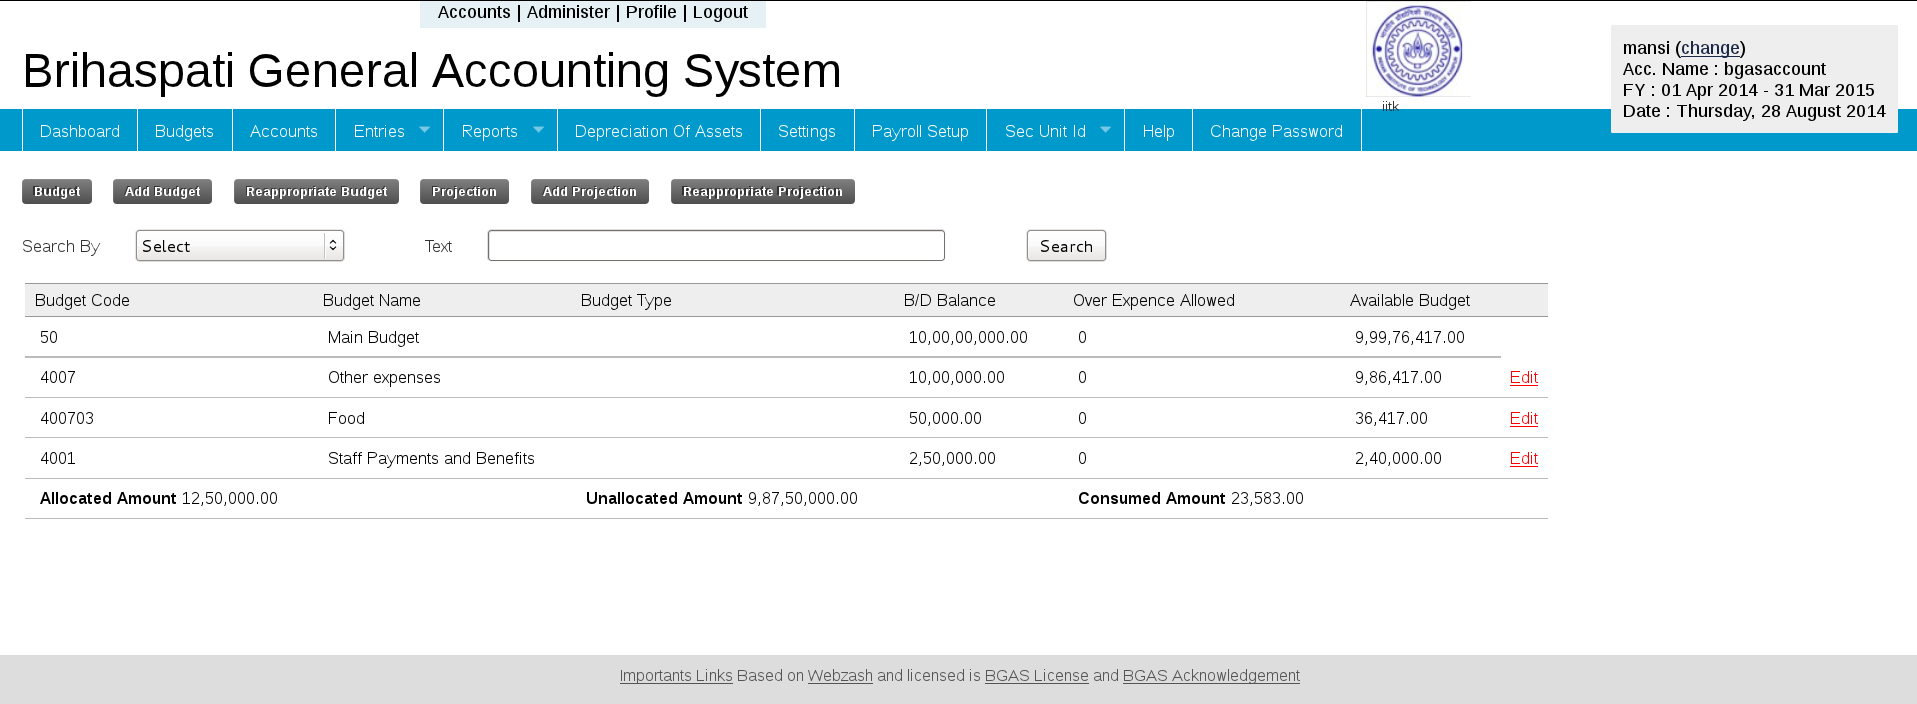 Accounts | Administer | Profile | Logout
Brihaspati General Accounting System
iitk
mansi (change)
Acc. Name : bgasaccount
FY : 01 Apr 2014 - 31 Mar 2015
Date : Thursday, 28 August 2014
Dashboard Budgets Accounts Entries Reports Depreciation Of Assets Settings Payroll Setup Sec Unit Id Help Change Password
Budget Add Budget Reappropriate Budget Projection Add Projection Reappropriate Projection
Search By Select Text Search
Budget Code Budget Name Budget Type B/D Balance Over Expence Allowed Available Budget
50 Main Budget 10,00,00,000.00 0 9,99,76,417.00
4007 Other expenses 10,00,000.00 0 9,86,417.00 Edit
400703 Food 50,000.00 0 36,417.00 Edit
4001 Staff Payments and Benefits 2,50,000.00 0 2,40,000.00 Edit
Allocated Amount 12,50,000.00 Unallocated Amount 9,87,50,000.00 Consumed Amount 23,583.00
Importants Links Based on Webzash and licensed is BGAS License and BGAS Acknowledgement